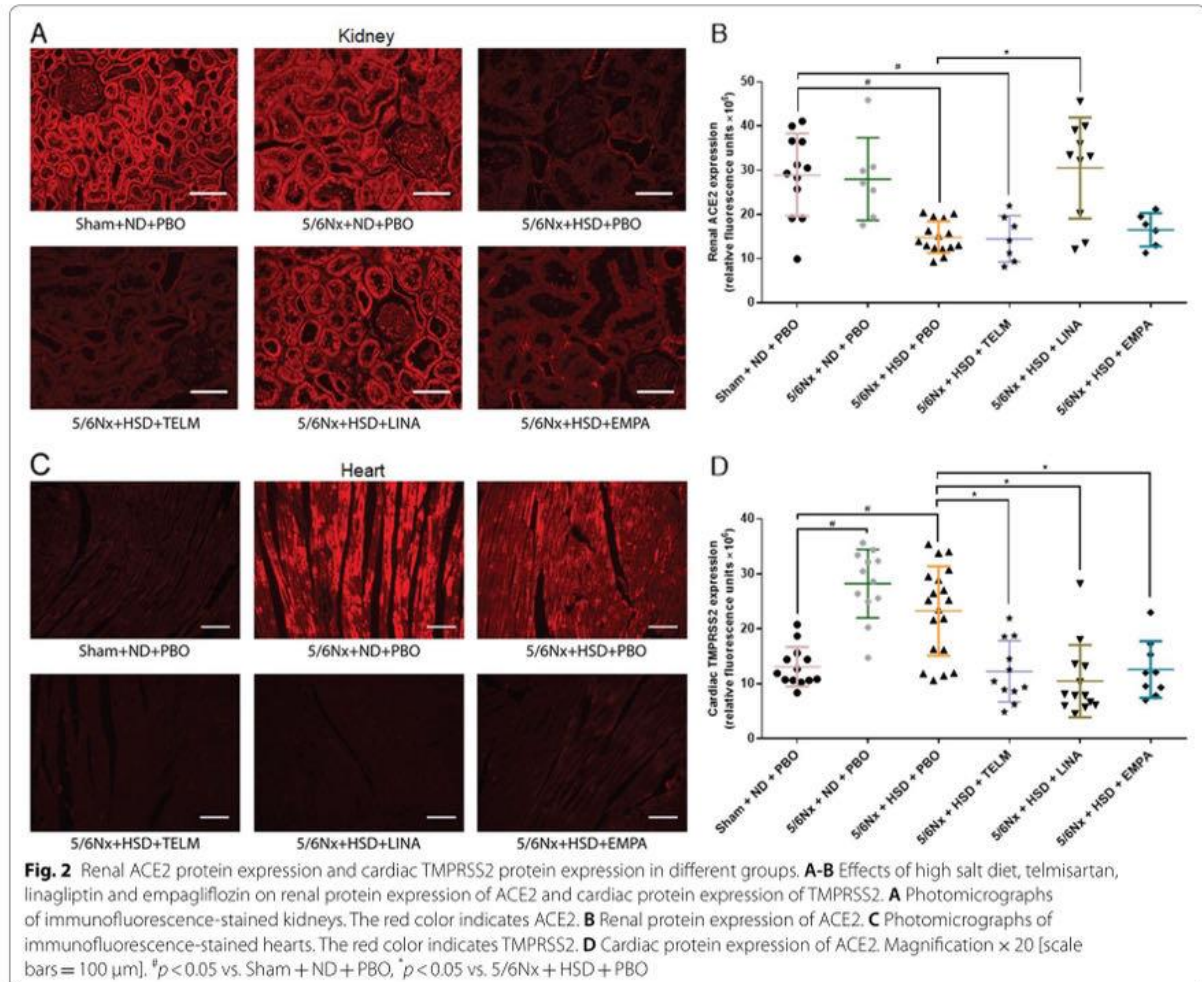 A
Kidney
Sham+ND+PBO
5/6Nx+ND+PBO
5/6Nx+HSD+PBO
5/6Nx+HSD+TELM
5/6Nx+HSD+LINA
5/6Nx+HSD+EMPA
B
*
#
#
Renal ACE2 expression
(relative fluorescence units × 10⁶)
50
40
30
20
10
0
Sham + ND + PBO
5/6Nx + ND + PBO
5/6Nx + HSD + PBO
5/6Nx + HSD + TELM
5/6Nx + HSD + LINA
5/6Nx + HSD + EMPA
C
Heart
Sham+ND+PBO
5/6Nx+ND+PBO
5/6Nx+HSD+PBO
5/6Nx+HSD+TELM
5/6Nx+HSD+LINA
5/6Nx+HSD+EMPA
D
*
*
*
#
#
Cardiac TMPRSS2 expression
(relative fluorescence units × 10⁶)
40
30
20
10
0
Sham + ND + PBO
5/6Nx + ND + PBO
5/6Nx + HSD + PBO
5/6Nx + HSD + TELM
5/6Nx + HSD + LINA
5/6Nx + HSD + EMPA
Fig. 2 Renal ACE2 protein expression and cardiac TMPRSS2 protein expression in different groups. A-B Effects of high salt diet, telmisartan,
linagliptin and empagliflozin on renal protein expression of ACE2 and cardiac protein expression of TMPRSS2. A Photomicrographs
of immunofluorescence-stained kidneys. The red color indicates ACE2. B Renal protein expression of ACE2. C Photomicrographs of
immunofluorescence-stained hearts. The red color indicates TMPRSS2. D Cardiac protein expression of ACE2. Magnification × 20 [scale
bars = 100 μm]. #p < 0.05 vs. Sham + ND + PBO, *p < 0.05 vs. 5/6Nx + HSD + PBO